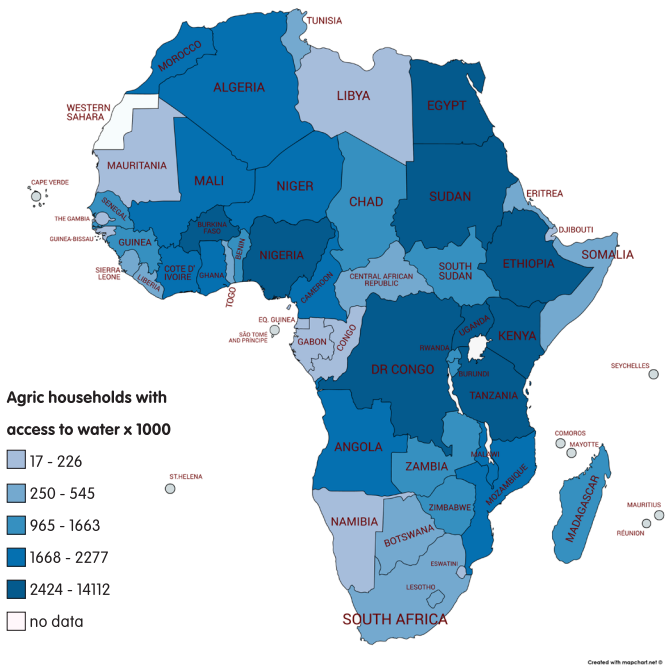 TUNISIA
MOROCCO
ALGERIA
LIBYA
EGYPT
WESTERN
SAHARA
MAURITANIA
MALI
NIGER
CHAD
SUDAN
ERITREA
CAPE VERDE
SENEGAL
THE GAMBIA
GUINEA-BISSAU
GUINEA
SIERRA
LEONE
LIBERIA
COTE D'
IVOIRE
BURKINA
FASO
GHANA
TOGO
BENIN
NIGERIA
CAMEROON
CENTRAL AFRICAN
REPUBLIC
SOUTH
SUDAN
ETHIOPIA
DJIBOUTI
SOMALIA
EQ. GUINEA
SÃO TOME
AND PRINCIPE
GABON
CONGO
DR CONGO
UGANDA
KENYA
RWANDA
BURUNDI
TANZANIA
SEYCHELLES
ANGOLA
ZAMBIA
MALAWI
MOZAMBIQUE
COMOROS
MAYOTTE
MADAGASCAR
MAURITIUS
RÉUNION
ST.HELENA
NAMIBIA
ZIMBABWE
BOTSWANA
ESWATINI
LESOTHO
SOUTH AFRICA
Agric households with
access to water x 1000
17 - 226
250 - 545
965 - 1663
1668 - 2277
2424 - 14112
no data
Created with mapchart.net ©